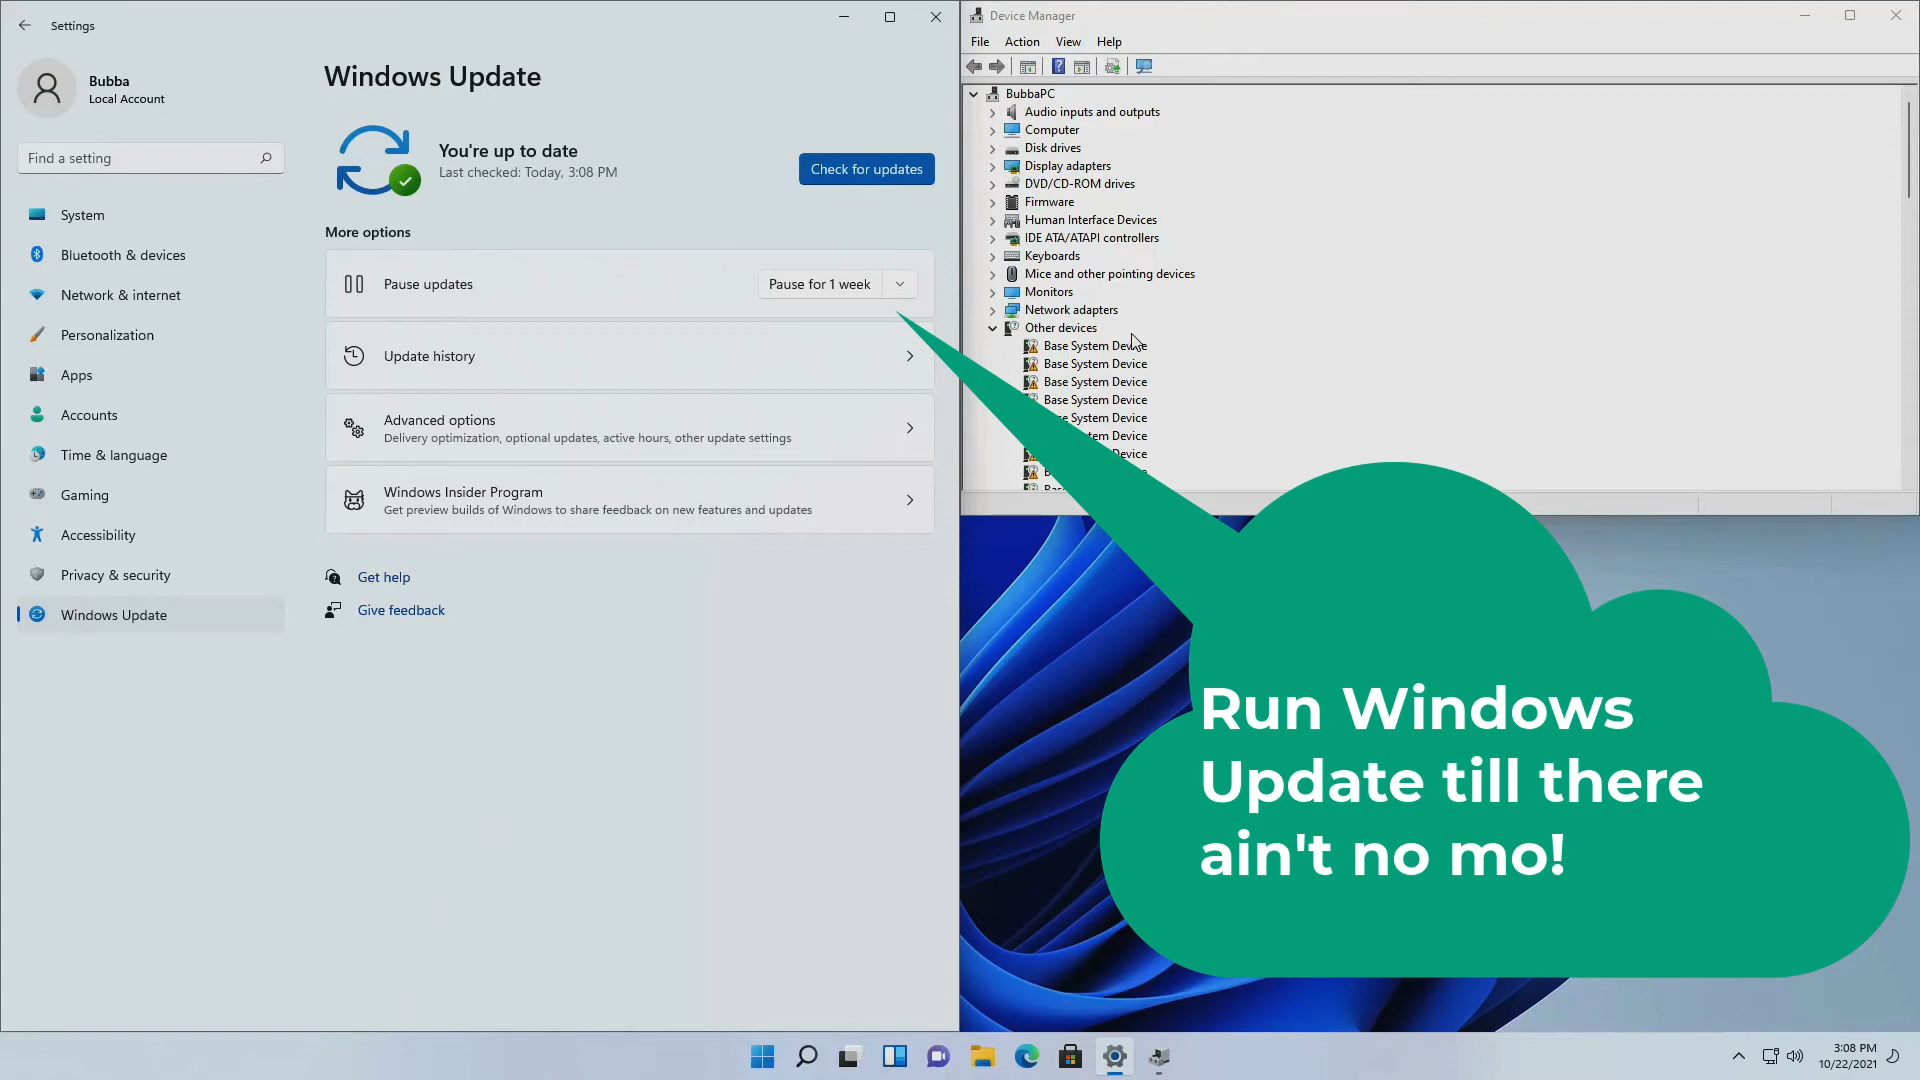 Settings
Bubba
Local Account
Find a setting
System
Bluetooth & devices
Network & internet
Personalization
Apps
Accounts
Time & language
Gaming
Accessibility
Privacy & security
Windows Update
Windows Update
You're up to date
Last checked: Today, 3:08 PM
Check for updates
More options
Pause updates
Pause for 1 week
Update history
Advanced options
Delivery optimization, optional updates, active hours, other update settings
Windows Insider Program
Get preview builds of Windows to share feedback on new features and updates
Get help
Give feedback
Device Manager
File Action View Help
BubbaPC
Audio inputs and outputs
Computer
Disk drives
Display adapters
DVD/CD-ROM drives
Firmware
Human Interface Devices
IDE ATA/ATAPI controllers
Keyboards
Mice and other pointing devices
Monitors
Network adapters
Other devices
Base System Device
Base System Device
Base System Device
Base System Device
System Device
Device
Run Windows
Update till there
ain't no mo!
3:08 PM
10/22/2021